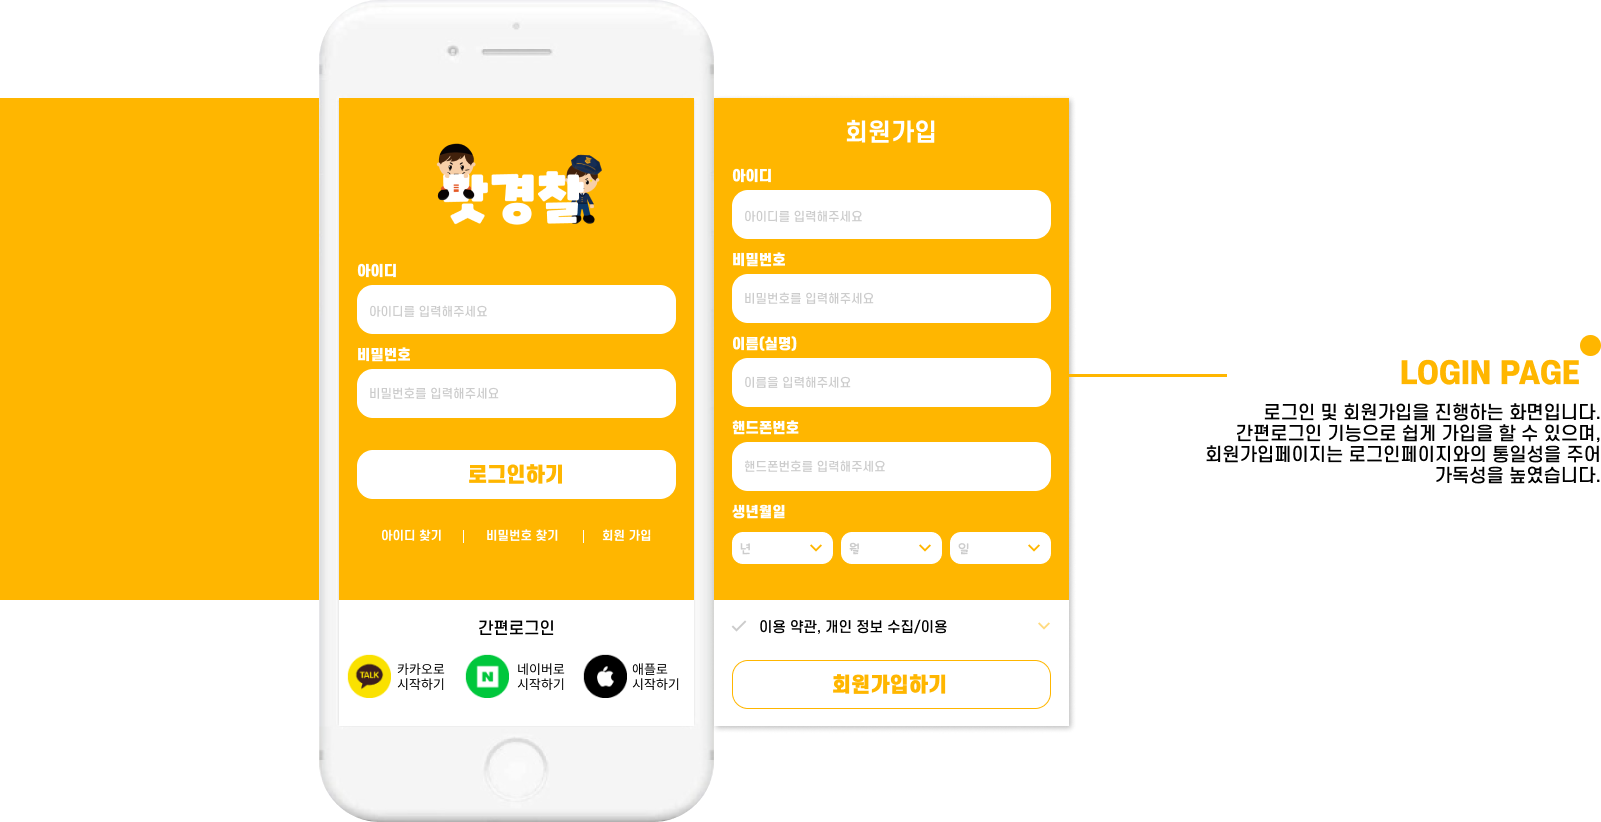 밧경찰
아이디
아이디를 입력해주세요
비밀번호
비밀번호를 입력해주세요
로그인하기
아이디 찾기
비밀번호 찾기
회원 가입
간편로그인
TALK
카카오로
시작하기
N
네이버로
시작하기
애플로
시작하기
회원가입
아이디
아이디를 입력해주세요
비밀번호
비밀번호를 입력해주세요
이름(실명)
이름을 입력해주세요
핸드폰번호
핸드폰번호를 입력해주세요
생년월일
년
월
일
이용 약관, 개인 정보 수집/이용
회원가입하기
LOGIN PAGE
로그인 및 회원가입을 진행하는 화면입니다.
간편로그인 기능으로 쉽게 가입을 할 수 있으며,
회원가입페이지는 로그인페이지와의 통일성을 주어
가독성을 높였습니다.